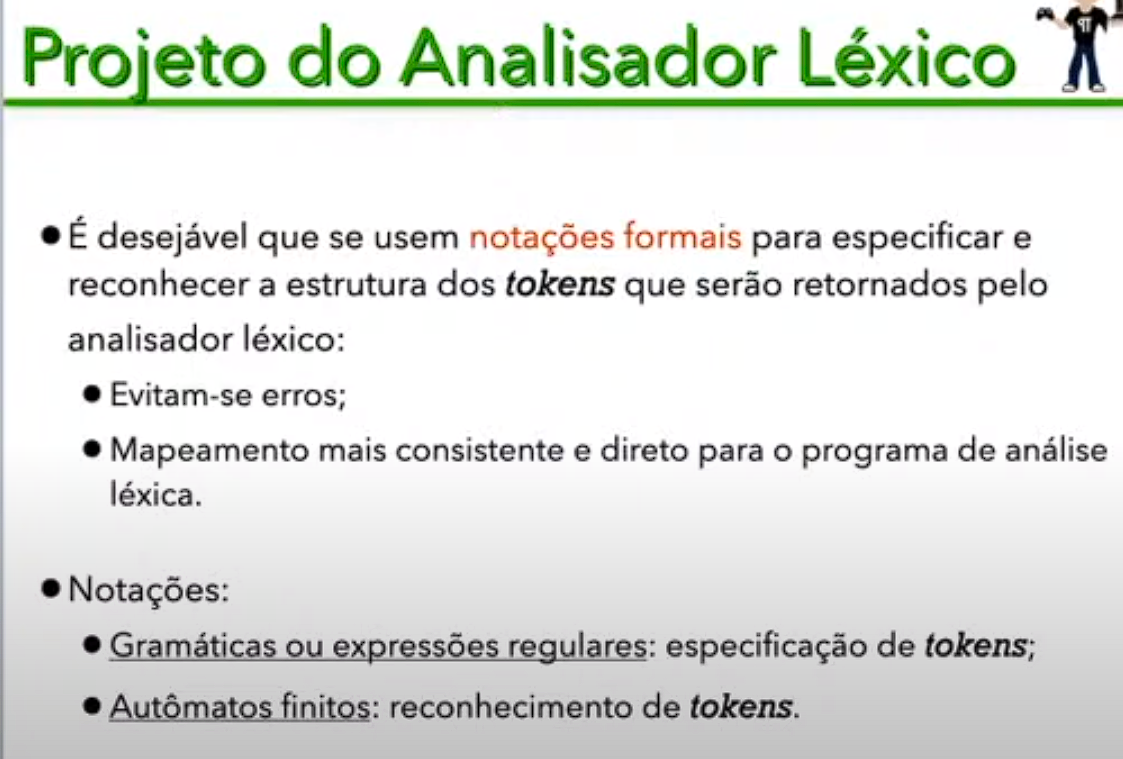 Projeto do Analisador Léxico
● É desejável que se usem notações formais para especificar e
reconhecer a estrutura dos tokens que serão retornados pelo
analisador léxico:
● Evitam-se erros;
● Mapeamento mais consistente e direto para o programa de análise
léxica.
● Notações:
● Gramáticas ou expressões regulares: especificação de tokens;
● Autômatos finitos: reconhecimento de tokens.